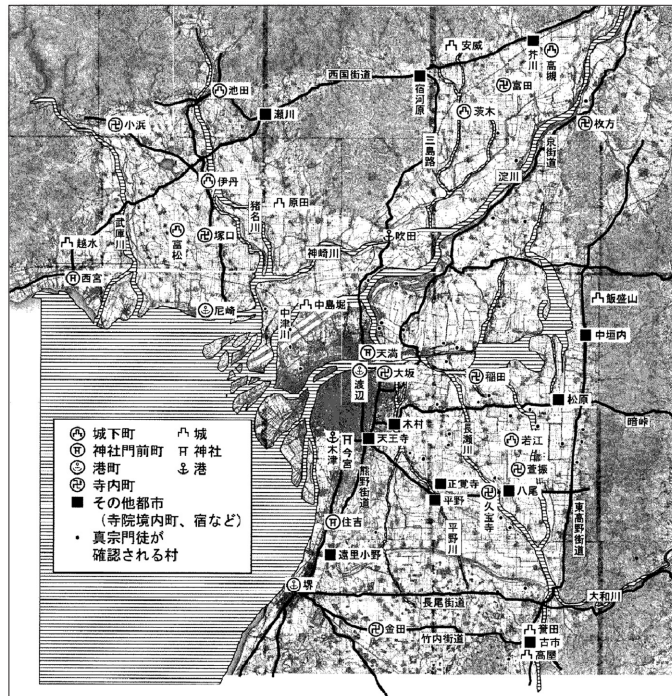 安威
芥川
高槻
西国街道
宿河原
富田
茨木
池田
瀬川
小浜
枚方
京街道
三島路
淀川
伊丹
猪名川
原田
武庫川
富松
塚口
神崎川
吹田
越水
西宮
尼崎
中津川
中島堀
飯盛山
中垣内
天満
大坂
渡辺
稲田
松原
暗峠
木村
天王寺
木津
今宮
熊野街道
長瀬川
若江
萱振
正覚寺
平野
八尾
久宝寺
平野川
東高野街道
住吉
遠里小野
堺
長尾街道
大和川
金田
竹内街道
誉田
古市
高屋
城下町
城
神社門前町
神社
港町
港
寺内町
その他都市
（寺院境内町、宿など）
真宗門徒が
確認される村